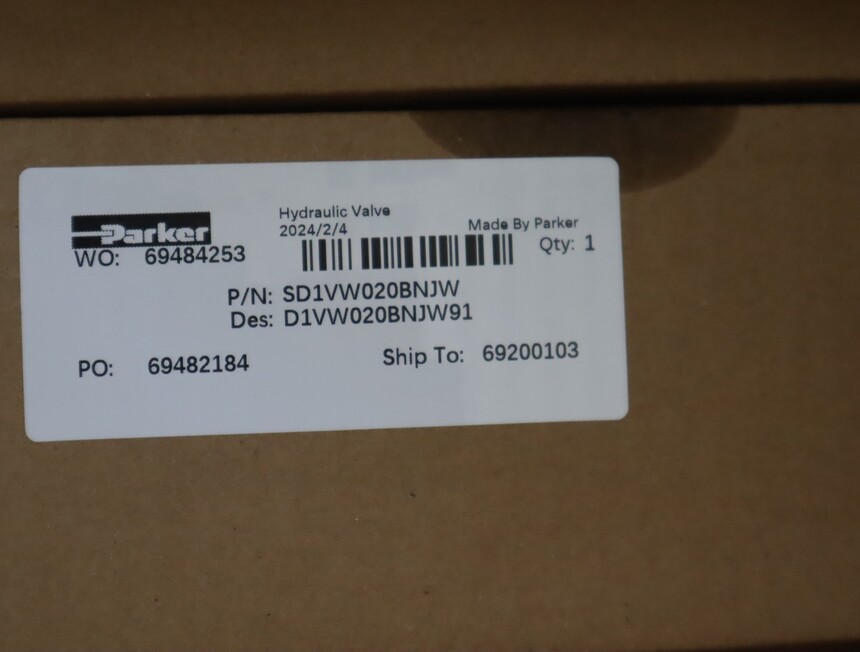 Parker
Hydraulic Valve
2024/2/4
Made By Parker
WO: 69484253
Qty: 1
P/N: SD1VW020BNJW
Des: D1VW020BNJW91
PO: 69482184
Ship To: 69200103